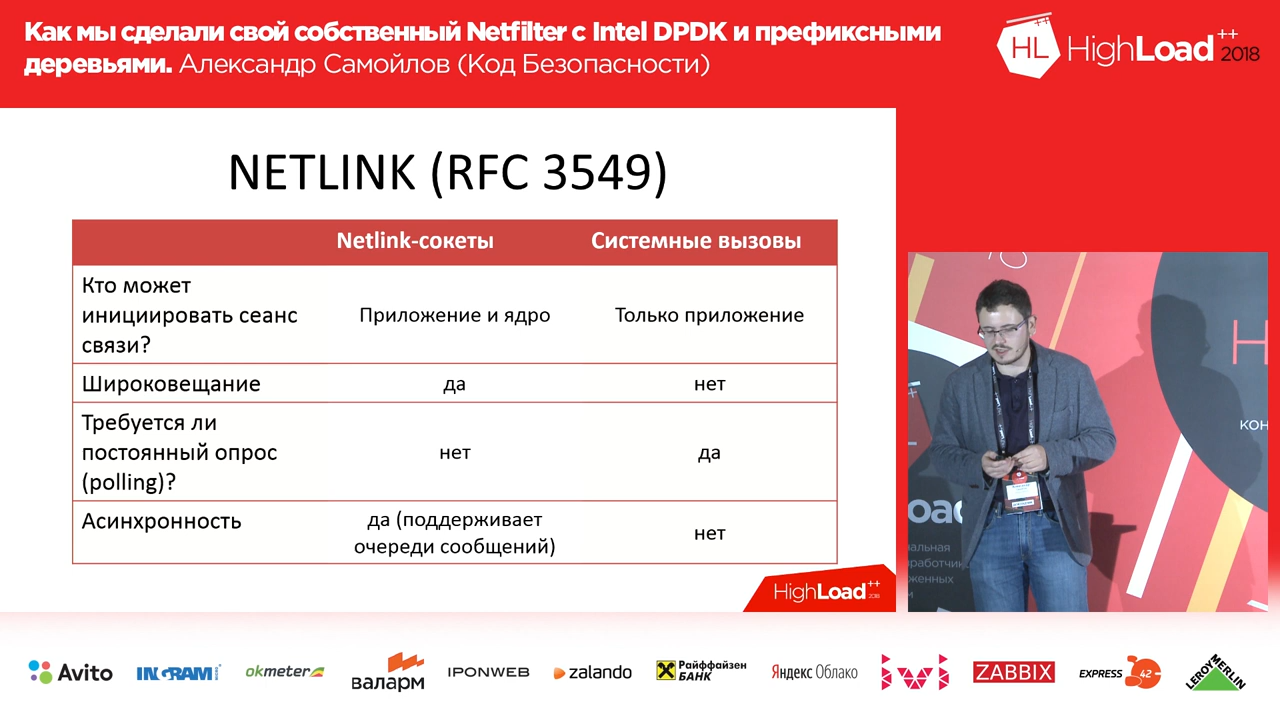 Как мы сделали свой собственный Netfilter с Intel DPDK и префиксными
деревьями. Александр Самойлов (Код Безопасности)
HL
HighLoad++
2018
NETLINK (RFC 3549)
Netlink-сокеты
Системные вызовы
Кто может
инициировать сеанс
связи?
Приложение и ядро
Только приложение
Широковещание
да
нет
Требуется ли
постоянный опрос
(polling)?
нет
да
Асинхронность
да (поддерживает
очереди сообщений)
нет
HighLoad++
2018
H
кон
Avito
INGRAM
okmeter
валарм
IPONWEB
zalando
Райффайзен
БАНК
Яндекс Облако
ivi
ZABBIX
EXPRESS 42
LEROY MERLIN